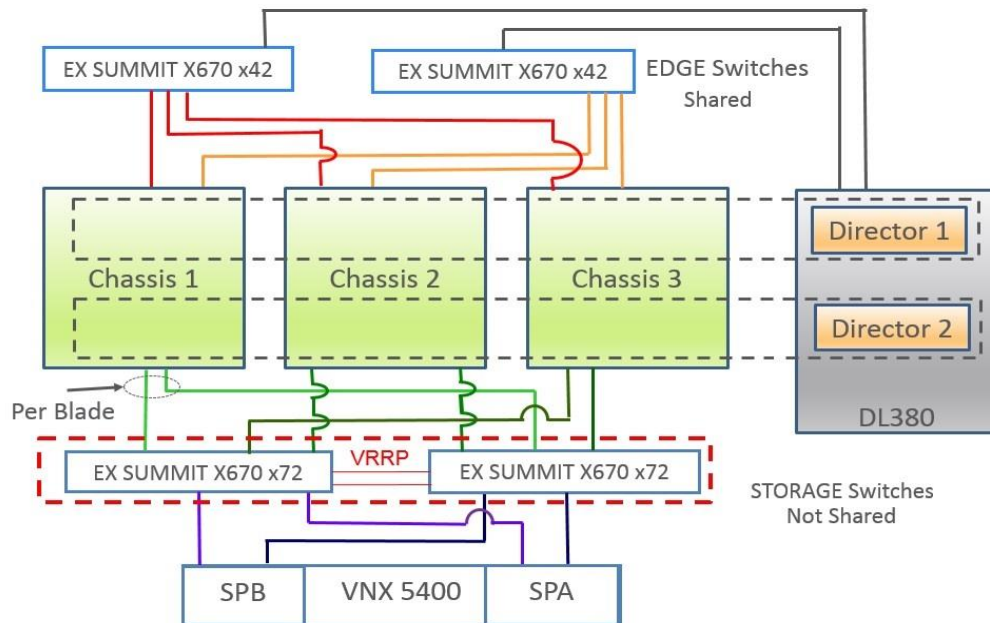 EX SUMMIT X670 x42
EX SUMMIT X670 x42
EDGE Switches
Shared
Chassis 1
Chassis 2
Chassis 3
Director 1
Director 2
DL380
Per Blade
EX SUMMIT X670 x72
VRRP
EX SUMMIT X670 x72
STORAGE Switches
Not Shared
SPB
VNX 5400
SPA